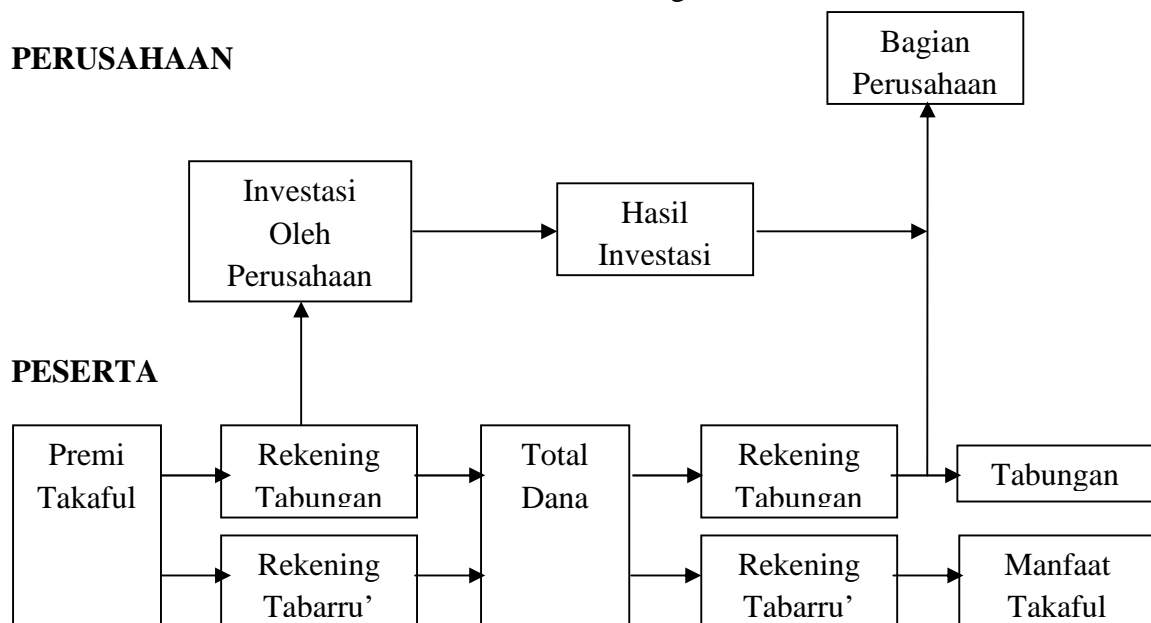 PERUSAHAAN
Bagian
Perusahaan
Investasi
Oleh
Perusahaan
Hasil
Investasi
PESERTA
Premi
Takaful
Rekening
Tabungan
Total
Dana
Rekening
Tabungan
Tabungan
Rekening
Tabarru’
Rekening
Tabarru’
Manfaat
Takaful